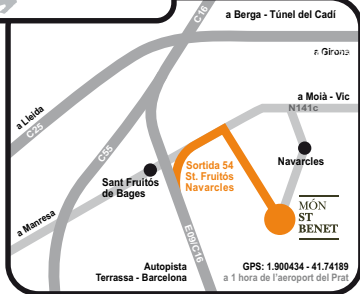 C16
a Berga - Túnel del Cadí
a Girona
a Moià - Vic
N141c
a Lleida
C25
C55
Sortida 54
St. Fruitós
Navarcles
Navarcles
Sant Fruitós
de Bages
a Manresa
E09/C16
MÓN
ST
BENET
Autopista
Terrassa - Barcelona
GPS: 1.900434 - 41.74189
a 1 hora de l'aeroport del Prat